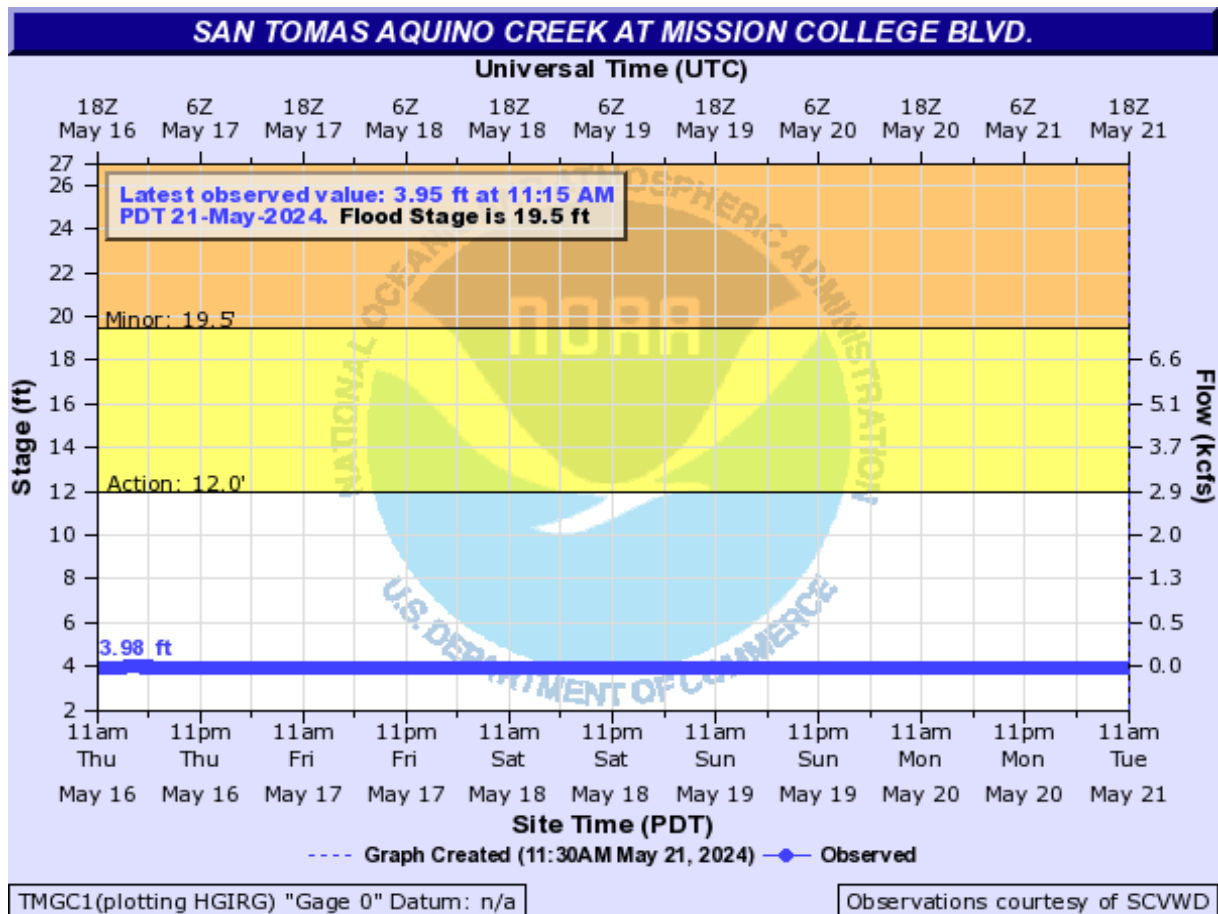 SAN TOMAS AQUINO CREEK AT MISSION COLLEGE BLVD.
Universal Time (UTC)
18Z 6Z 18Z 6Z 18Z 6Z 18Z 6Z 18Z 6Z 18Z
May 16 May 17 May 17 May 18 May 18 May 19 May 19 May 20 May 20 May 21 May 21
Latest observed value: 3.95 ft at 11:15 AM
PDT 21-May-2024. Flood Stage is 19.5 ft
Stage (ft)
27
26
24
22
20
18
16
14
12
10
8
6
4
2
Minor: 19.5'
Action: 12.0'
3.98 ft
NATIONAL OCEANIC AND ATMOSPHERIC ADMINISTRATION
NOAA
U.S. DEPARTMENT OF COMMERCE
Flow (kcfs)
6.6
5.1
3.7
2.9
2.0
1.3
0.5
0.0
11am 11pm 11am 11pm 11am 11pm 11am 11pm 11am 11pm 11am
Thu Thu Fri Fri Sat Sat Sun Sun Mon Mon Tue
May 16 May 16 May 17 May 17 May 18 May 18 May 19 May 19 May 20 May 20 May 21
Site Time (PDT)
---- Graph Created (11:30AM May 21, 2024) Observed
TMGC1(plotting HGIRG) "Gage 0" Datum: n/a
Observations courtesy of SCVWD